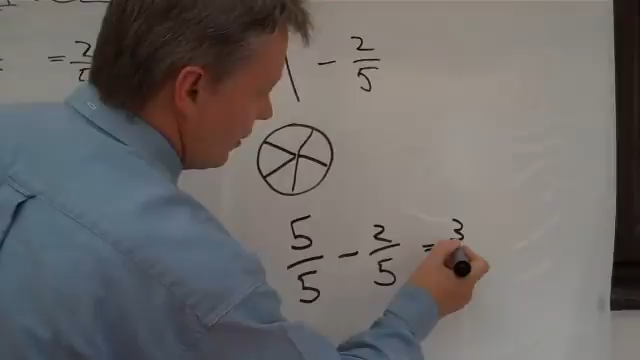 = 2/5
1 - 2/5
5/5 - 2/5 = 3